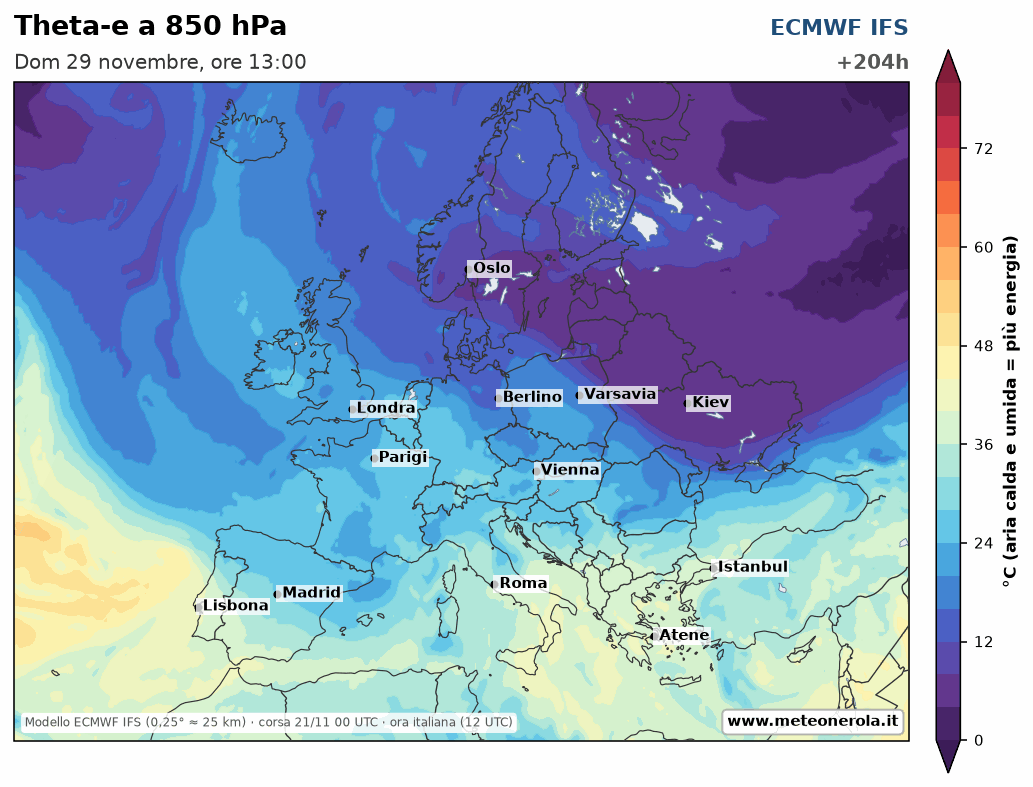 Theta-e a 850 hPa
ECMWF IFS
Dom 29 novembre, ore 13:00
+204h
72
60
48
36
24
12
0
°C (aria calda e umida = più energia)
Oslo
Berlino
Varsavia
Kiev
Londra
Parigi
Vienna
Istanbul
Roma
Madrid
Lisbona
Atene
Modello ECMWF IFS (0,25° ≈ 25 km) · corsa 21/11 00 UTC · ora italiana (12 UTC)
www.meteonerola.it